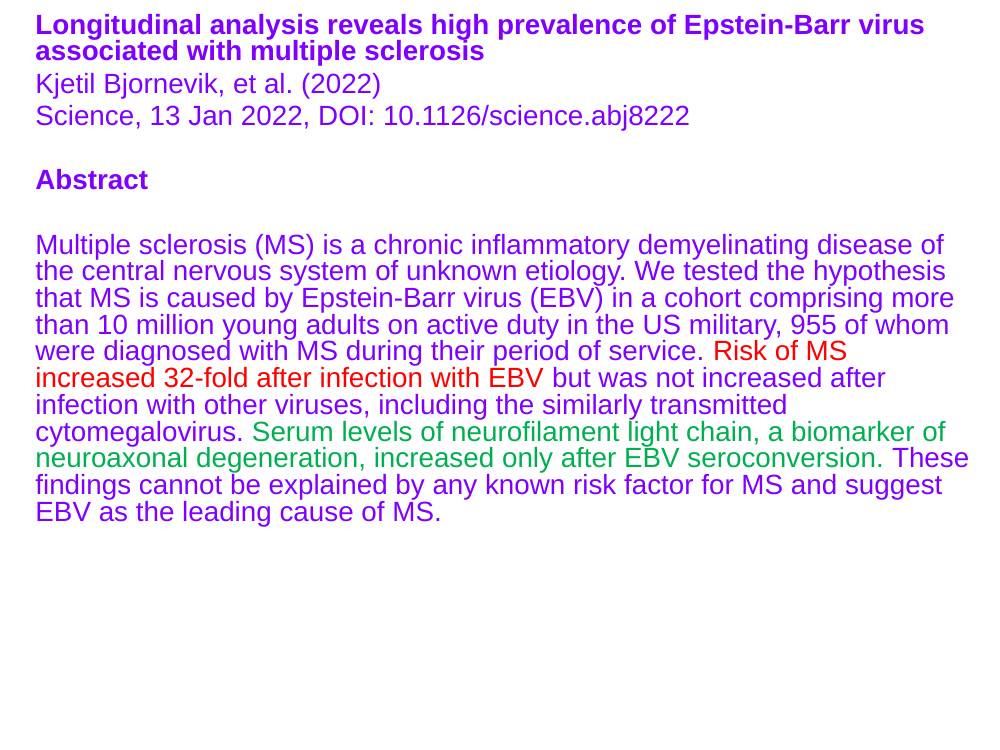 Longitudinal analysis reveals high prevalence of Epstein-Barr virus
associated with multiple sclerosis
Kjetil Bjornevik, et al. (2022)
Science, 13 Jan 2022, DOI: 10.1126/science.abj8222
Abstract
Multiple sclerosis (MS) is a chronic inflammatory demyelinating disease of
the central nervous system of unknown etiology. We tested the hypothesis
that MS is caused by Epstein-Barr virus (EBV) in a cohort comprising more
than 10 million young adults on active duty in the US military, 955 of whom
were diagnosed with MS during their period of service. Risk of MS
increased 32-fold after infection with EBV but was not increased after
infection with other viruses, including the similarly transmitted
cytomegalovirus. Serum levels of neurofilament light chain, a biomarker of
neuroaxonal degeneration, increased only after EBV seroconversion. These
findings cannot be explained by any known risk factor for MS and suggest
EBV as the leading cause of MS.